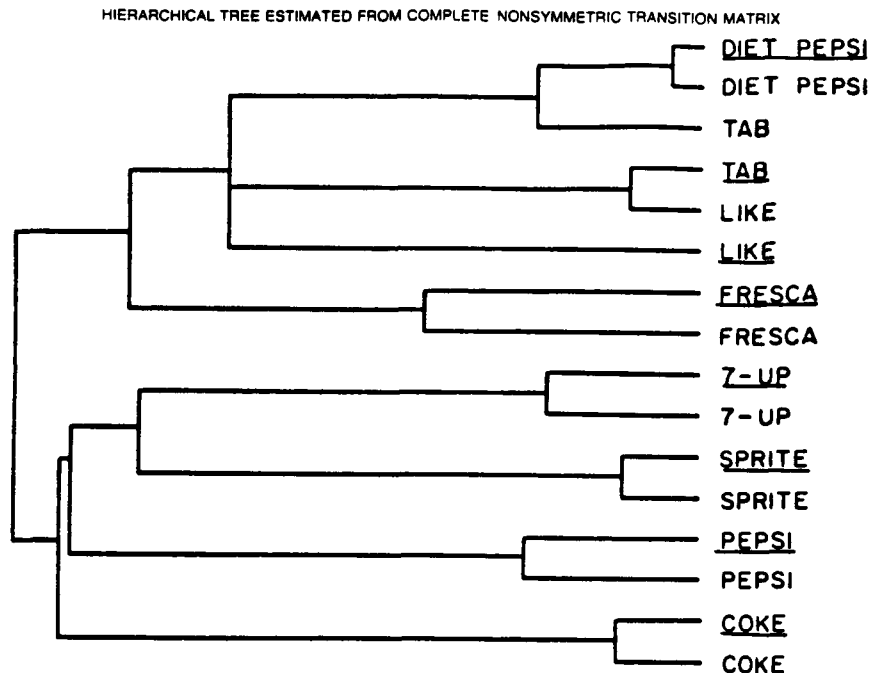 HIERARCHICAL TREE ESTIMATED FROM COMPLETE NONSYMMETRIC TRANSITION MATRIX
DIET PEPSI
DIET PEPSI
TAB
TAB
LIKE
LIKE
FRESCA
FRESCA
7-UP
7-UP
SPRITE
SPRITE
PEPSI
PEPSI
COKE
COKE